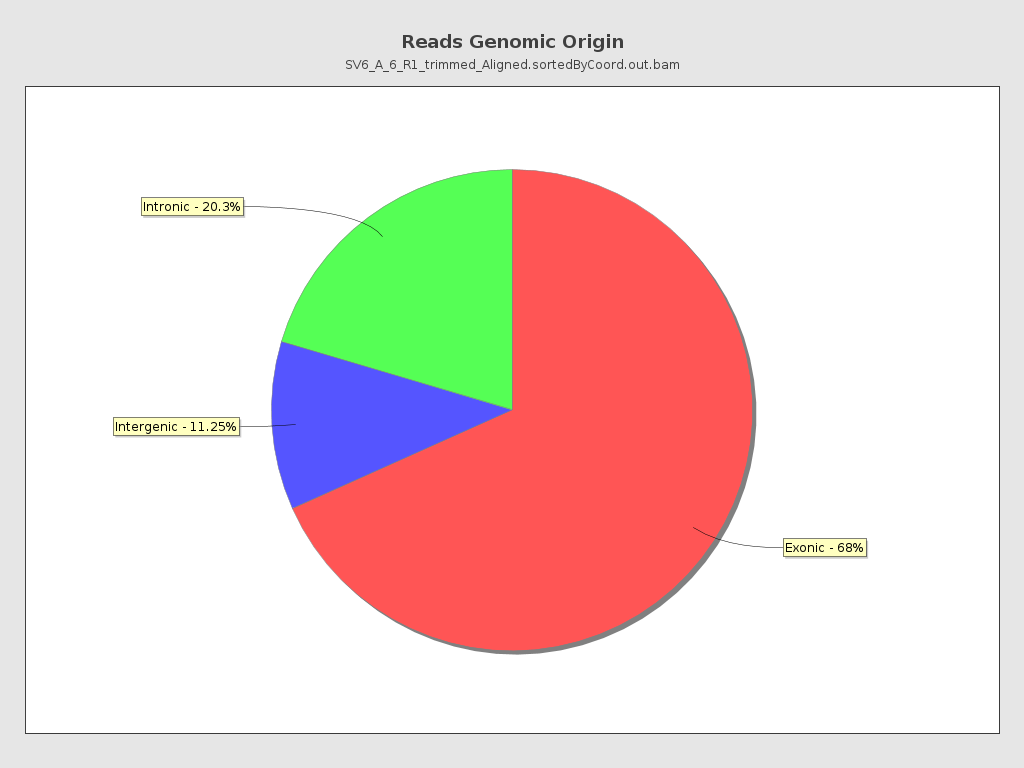 Reads Genomic Origin
SV6_A_6_R1_trimmed_Aligned.sortedByCoord.out.bam
Intronic - 20.3%
Intergenic - 11.25%
Exonic - 68%